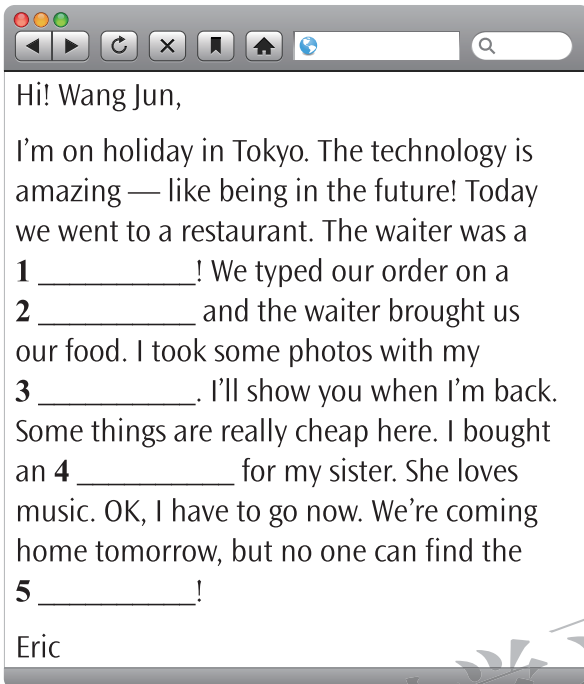 Hi! Wang Jun,
I'm on holiday in Tokyo. The technology is
amazing — like being in the future! Today
we went to a restaurant. The waiter was a
1 __________! We typed our order on a
2 __________ and the waiter brought us
our food. I took some photos with my
3 __________. I'll show you when I'm back.
Some things are really cheap here. I bought
an 4 __________ for my sister. She loves
music. OK, I have to go now. We're coming
home tomorrow, but no one can find the
5 __________!
Eric